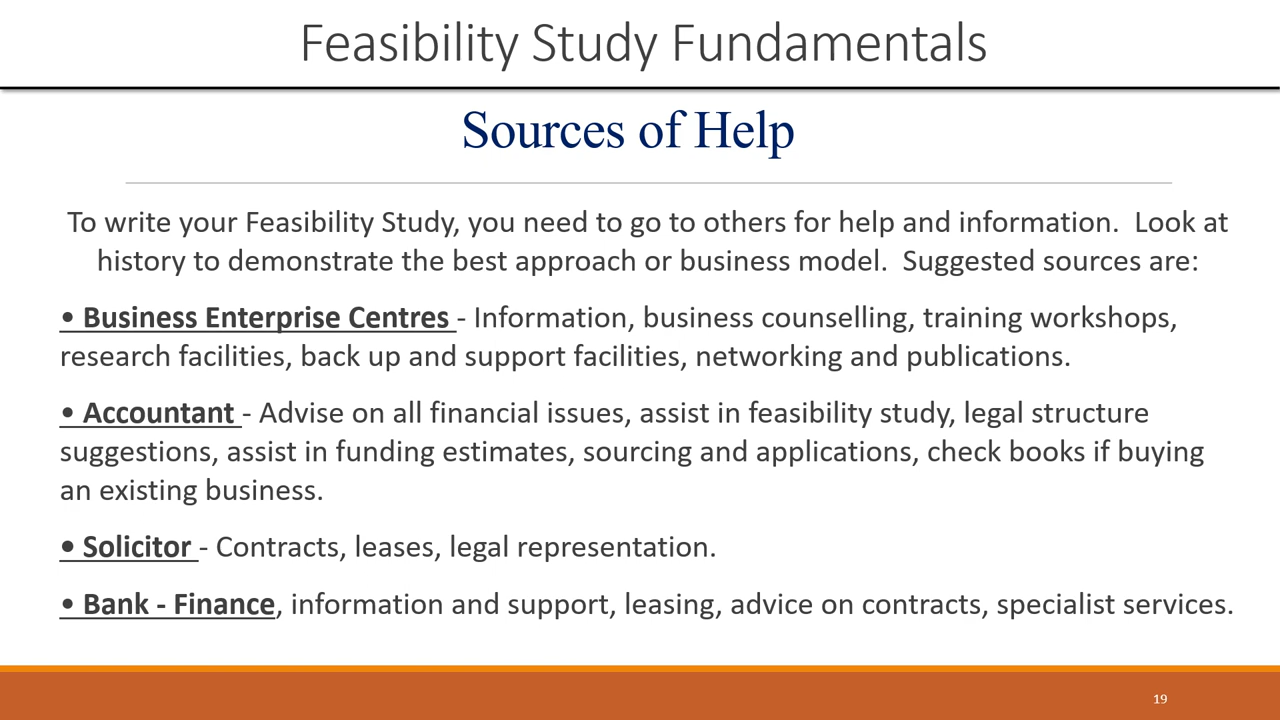 Feasibility Study Fundamentals
Sources of Help
To write your Feasibility Study, you need to go to others for help and information.  Look at
history to demonstrate the best approach or business model.  Suggested sources are:
• Business Enterprise Centres - Information, business counselling, training workshops,
research facilities, back up and support facilities, networking and publications.
• Accountant - Advise on all financial issues, assist in feasibility study, legal structure
suggestions, assist in funding estimates, sourcing and applications, check books if buying
an existing business.
• Solicitor - Contracts, leases, legal representation.
• Bank - Finance, information and support, leasing, advice on contracts, specialist services.
19